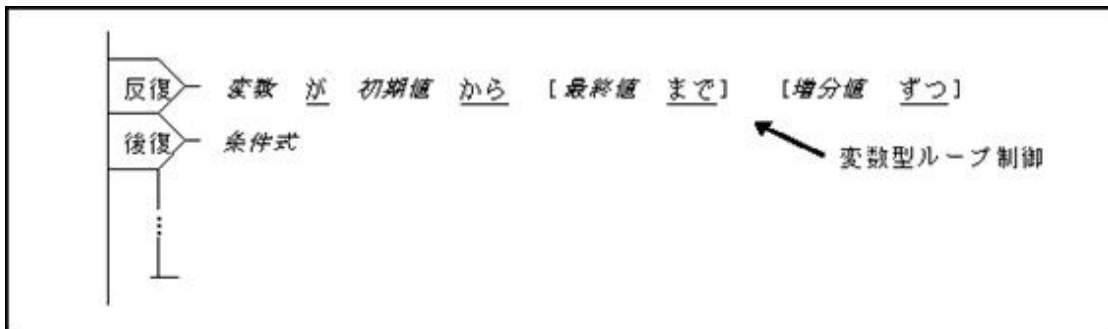 反復 変数 が 初期値 から [最終値 まで] [増分値 ずつ]
後復 条件式
変数型ループ制御